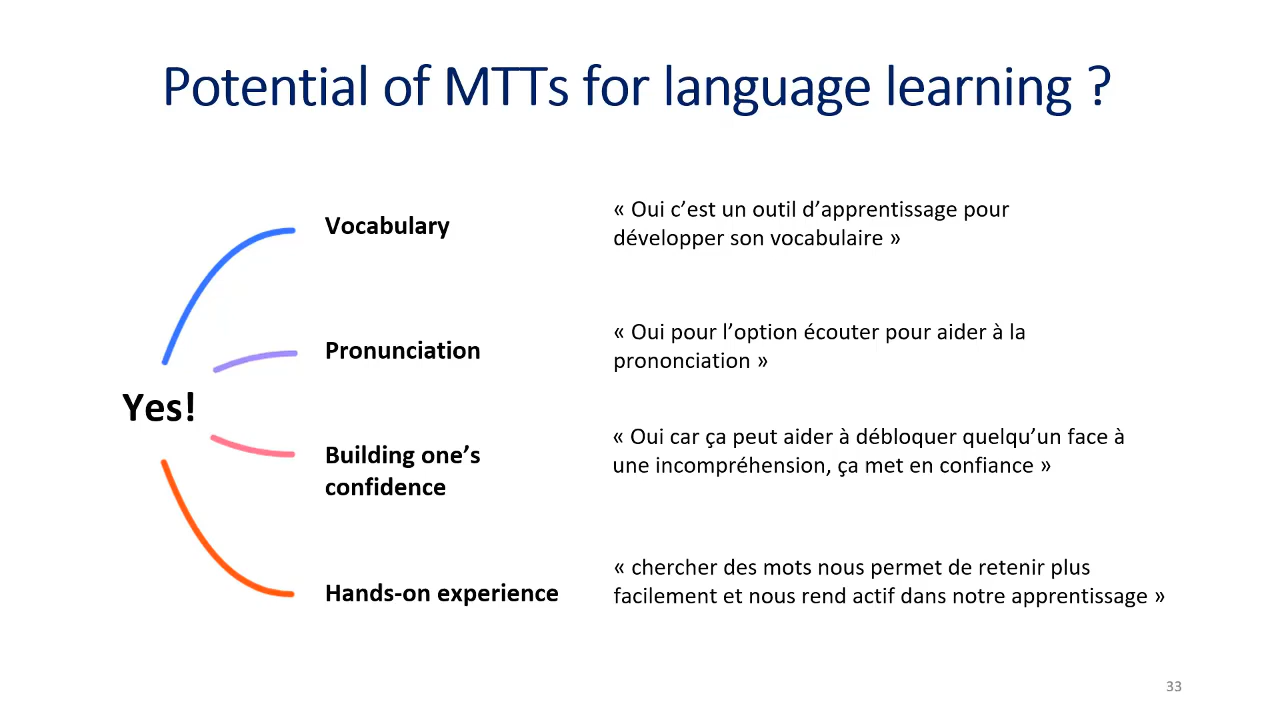 Potential of MTTs for language learning ?
Yes!
Vocabulary
« Oui c’est un outil d’apprentissage pour
développer son vocabulaire »
Pronunciation
« Oui pour l’option écouter pour aider à la
prononciation »
Building one’s
confidence
« Oui car ça peut aider à débloquer quelqu’un face à
une incompréhension, ça met en confiance »
Hands-on experience
« chercher des mots nous permet de retenir plus
facilement et nous rend actif dans notre apprentissage »
33